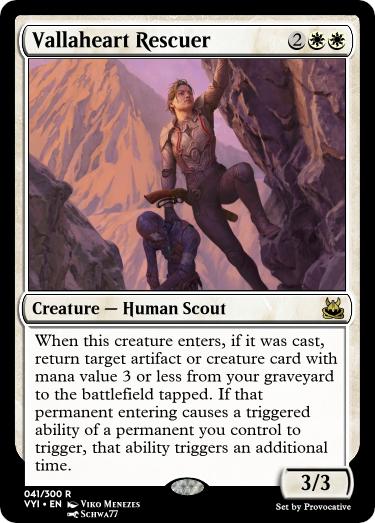 Vallaheart Rescuer 2
Creature — Human Scout
When this creature enters, if it was cast,
return target artifact or creature card with
mana value 3 or less from your graveyard
to the battlefield tapped. If that
permanent entering causes a triggered
ability of a permanent you control to
trigger, that ability triggers an additional
time.
3/3
041/300 R
VYI • EN Viko Menezes
Schwa77
Set by Provocative